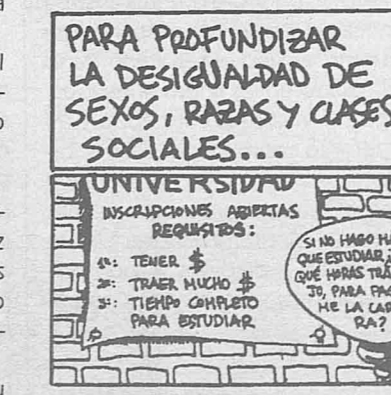 PARA PROFUNDIZAR
LA DESIGUALDAD DE
SEXOS, RAZAS Y CLASES
SOCIALES...
UNIVERSIDAD
INSCRIPCIONES ABIERTAS
REQUISITOS:
1º: TENER $
2º: TRAER MUCHO $
3º: TIEMPO COMPLETO
PARA ESTUDIAR
SI NO HAGO
QUE ESTUDIAR,
QUÉ HORAS
JO, PARA
ME LA
RA?